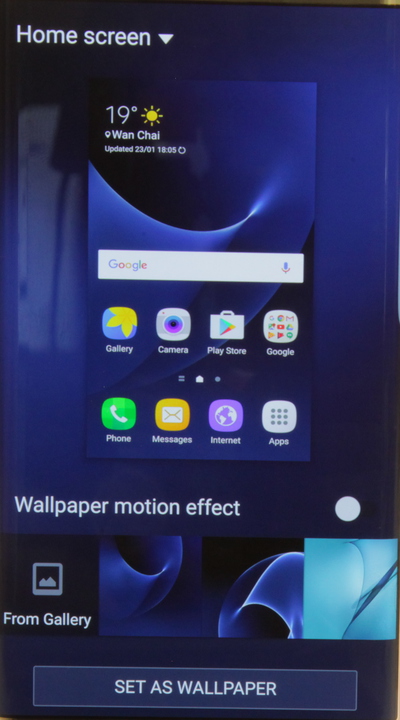 Home screen
19°
Wan Chai
Updated 23/01 18:05
Google
Gallery Camera Play Store Google
Phone Messages Internet Apps
Wallpaper motion effect
From Gallery
SET AS WALLPAPER